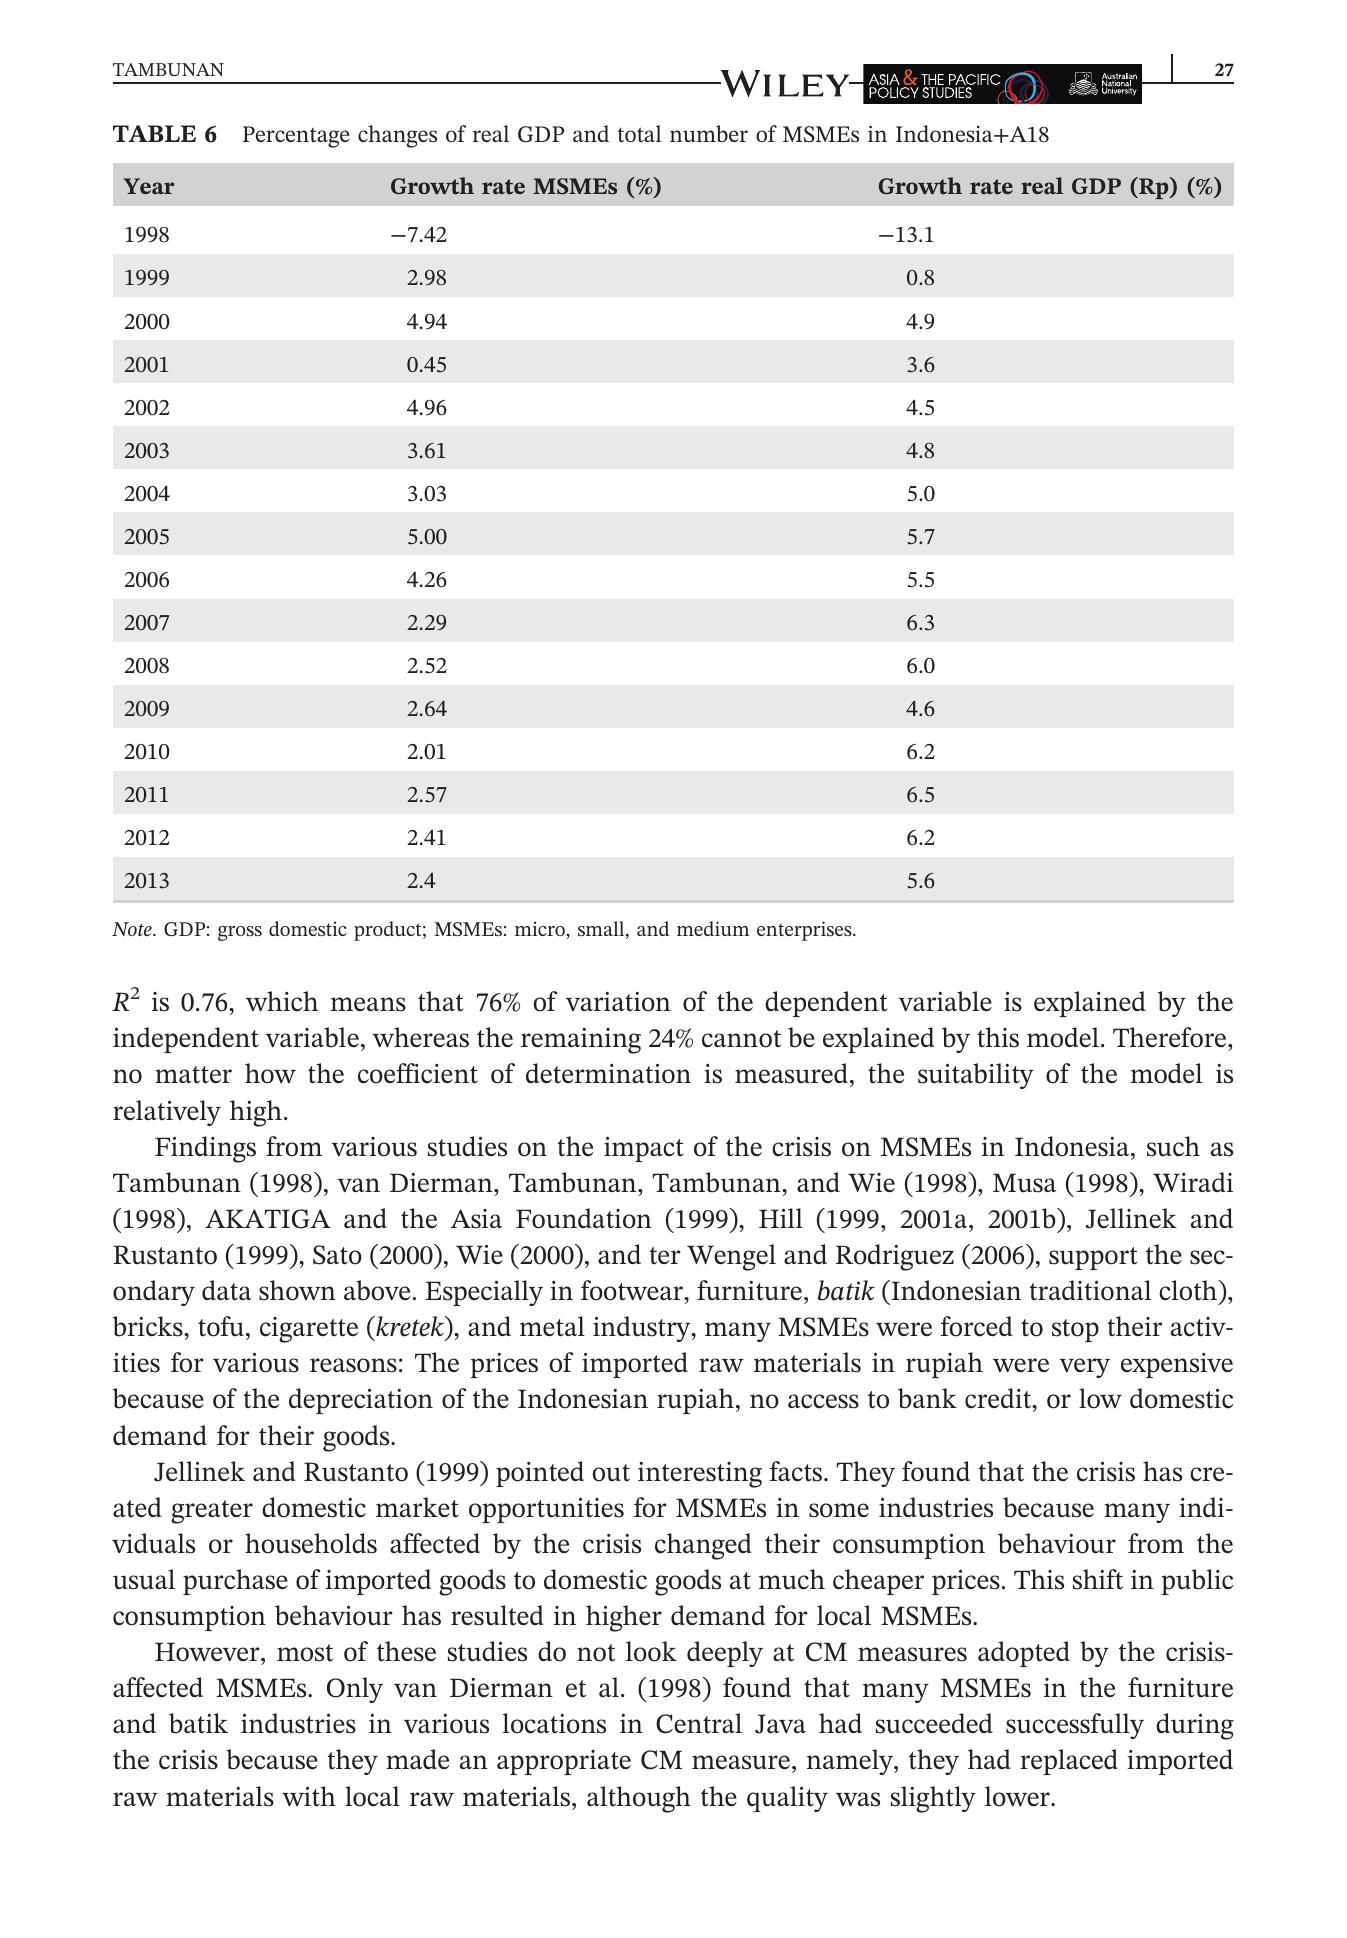 TAMBUNAN
WILEY
ASIA & THE PACIFIC
POLICY STUDIES
Australian
National
University
27
TABLE 6 Percentage changes of real GDP and total number of MSMEs in Indonesia+A18
Year Growth rate MSMEs (%) Growth rate real GDP (Rp) (%)
1998 −7.42 −13.1
1999 2.98 0.8
2000 4.94 4.9
2001 0.45 3.6
2002 4.96 4.5
2003 3.61 4.8
2004 3.03 5.0
2005 5.00 5.7
2006 4.26 5.5
2007 2.29 6.3
2008 2.52 6.0
2009 2.64 4.6
2010 2.01 6.2
2011 2.57 6.5
2012 2.41 6.2
2013 2.4 5.6
Note. GDP: gross domestic product; MSMEs: micro, small, and medium enterprises.
R² is 0.76, which means that 76% of variation of the dependent variable is explained by the
independent variable, whereas the remaining 24% cannot be explained by this model. Therefore,
no matter how the coefficient of determination is measured, the suitability of the model is
relatively high.
Findings from various studies on the impact of the crisis on MSMEs in Indonesia, such as
Tambunan (1998), van Dierman, Tambunan, Tambunan, and Wie (1998), Musa (1998), Wiradi
(1998), AKATIGA and the Asia Foundation (1999), Hill (1999, 2001a, 2001b), Jellinek and
Rustanto (1999), Sato (2000), Wie (2000), and ter Wengel and Rodriguez (2006), support the sec-
ondary data shown above. Especially in footwear, furniture, batik (Indonesian traditional cloth),
bricks, tofu, cigarette (kretek), and metal industry, many MSMEs were forced to stop their activ-
ities for various reasons: The prices of imported raw materials in rupiah were very expensive
because of the depreciation of the Indonesian rupiah, no access to bank credit, or low domestic
demand for their goods.
Jellinek and Rustanto (1999) pointed out interesting facts. They found that the crisis has cre-
ated greater domestic market opportunities for MSMEs in some industries because many indi-
viduals or households affected by the crisis changed their consumption behaviour from the
usual purchase of imported goods to domestic goods at much cheaper prices. This shift in public
consumption behaviour has resulted in higher demand for local MSMEs.
However, most of these studies do not look deeply at CM measures adopted by the crisis-
affected MSMEs. Only van Dierman et al. (1998) found that many MSMEs in the furniture
and batik industries in various locations in Central Java had succeeded successfully during
the crisis because they made an appropriate CM measure, namely, they had replaced imported
raw materials with local raw materials, although the quality was slightly lower.